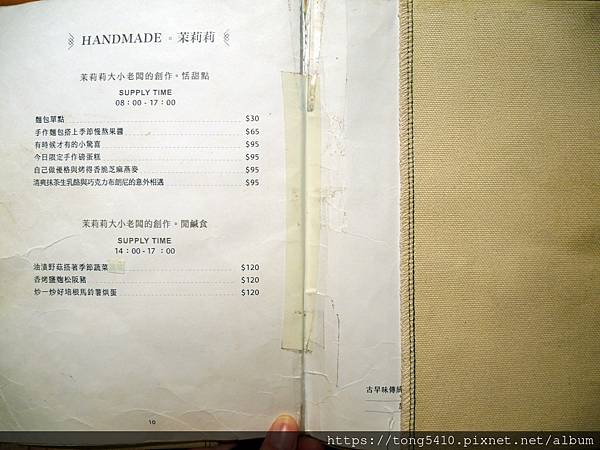 HANDMADE。茉莉莉
茉莉莉大小老闆的創作。恬甜點
SUPPLY TIME
08:00 - 17:00
麵包單點 $30
手作麵包搭上季節慢熬果醬 $65
有時候才有的小驚喜 $95
今日限定手作磅蛋糕 $95
自己做優格與烤得香脆芝麻燕麥 $95
清爽抹茶生乳酪與巧克力布朗尼的意外相遇 $95
茉莉莉大小老闆的創作。閒鹹食
SUPPLY TIME
14:00 - 17:00
油漬野菇搭著季節蔬菜 $120
香烤鹽麴松阪豬 $120
炒一炒好培根馬鈴薯烘蛋 $120
古早味傳統
10
https://tong5410.pixnet.net/album